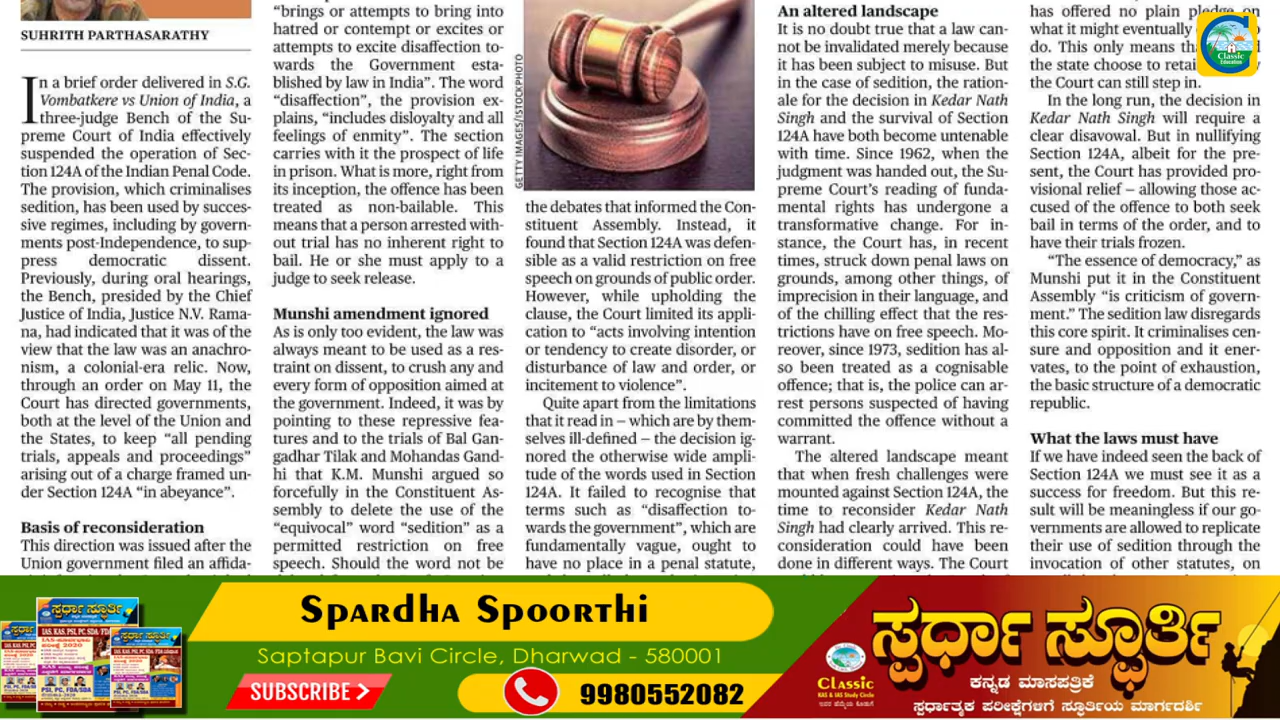 SUHRITH PARTHASARATHY
In a brief order delivered in S.G.
Vombatkere vs Union of India, a
three-judge Bench of the Su-
preme Court of India effectively
suspended the operation of Sec-
tion 124A of the Indian Penal Code.
The provision, which criminalises
sedition, has been used by succes-
sive regimes, including by govern-
ments post-Independence, to sup-
press democratic dissent.
Previously, during oral hearings,
the Bench, presided by the Chief
Justice of India, Justice N.V. Rama-
na, had indicated that it was of the
view that the law was an anachro-
nism, a colonial-era relic. Now,
through an order on May 11, the
Court has directed governments,
both at the level of the Union and
the States, to keep “all pending
trials, appeals and proceedings”
arising out of a charge framed un-
der Section 124A “in abeyance”.
Basis of reconsideration
This direction was issued after the
Union government filed an affida-
“brings or attempts to bring into
hatred or contempt or excites or
attempts to excite disaffection to-
wards the Government esta-
blished by law in India”. The word
“disaffection”, the provision ex-
plains, “includes disloyalty and all
feelings of enmity”. The section
carries with it the prospect of life
in prison. What is more, right from
its inception, the offence has been
treated as non-bailable. This
means that a person arrested with-
out trial has no inherent right to
bail. He or she must apply to a
judge to seek release.
Munshi amendment ignored
As is only too evident, the law was
always meant to be used as a res-
traint on dissent, to crush any and
every form of opposition aimed at
the government. Indeed, it was by
pointing to these repressive fea-
tures and to the trials of Bal Gan-
gadhar Tilak and Mohandas Gand-
hi that K.M. Munshi argued so
forcefully in the Constituent As-
sembly to delete the use of the
“equivocal” word “sedition” as a
permitted restriction on free
speech. Should the word not be
GETTY IMAGES/ISTOCKPHOTO
the debates that informed the Con-
stituent Assembly. Instead, it
found that Section 124A was defen-
sible as a valid restriction on free
speech on grounds of public order.
However, while upholding the
clause, the Court limited its appli-
cation to “acts involving intention
or tendency to create disorder, or
disturbance of law and order, or
incitement to violence”.
Quite apart from the limitations
that it read in – which are by them-
selves ill-defined – the decision ig-
nored the otherwise wide ampli-
tude of the words used in Section
124A. It failed to recognise that
terms such as “disaffection to-
wards the government”, which are
fundamentally vague, ought to
have no place in a penal statute,
An altered landscape
It is no doubt true that a law can-
not be invalidated merely because
it has been subject to misuse. But
in the case of sedition, the ration-
ale for the decision in Kedar Nath
Singh and the survival of Section
124A have both become untenable
with time. Since 1962, when the
judgment was handed out, the Su-
preme Court’s reading of funda-
mental rights has undergone a
transformative change. For in-
stance, the Court has, in recent
times, struck down penal laws on
grounds, among other things, of
imprecision in their language, and
of the chilling effect that the res-
trictions have on free speech. Mo-
reover, since 1973, sedition has al-
so been treated as a cognisable
offence; that is, the police can ar-
rest persons suspected of having
committed the offence without a
warrant.
The altered landscape meant
that when fresh challenges were
mounted against Section 124A, the
time to reconsider Kedar Nath
Singh had clearly arrived. This re-
consideration could have been
done in different ways. The Court
has offered no plain pledge on
what it might eventually
do. This only means
the state choose to retain
the Court can still step in.
In the long run, the decision in
Kedar Nath Singh will require a
clear disavowal. But in nullifying
Section 124A, albeit for the pre-
sent, the Court has provided pro-
visional relief – allowing those ac-
cused of the offence to both seek
bail in terms of the order, and to
have their trials frozen.
“The essence of democracy,” as
Munshi put it in the Constituent
Assembly “is criticism of govern-
ment.” The sedition law disregards
this core spirit. It criminalises cen-
sure and opposition and it ener-
vates, to the point of exhaustion,
the basic structure of a democratic
republic.
What the laws must have
If we have indeed seen the back of
Section 124A we must see it as a
success for freedom. But this re-
sult will be meaningless if our go-
vernments are allowed to replicate
their use of sedition through the
invocation of other statutes, on
Classic
Education
Spardha Spoorthi
Saptapur Bavi Circle, Dharwad - 580001
SUBSCRIBE
9980552082
Classic
KAS & IAS Study Circle
ಸ್ಪರ್ಧಾ ಸ್ಫೂರ್ತಿ
ಕನ್ನಡ ಮಾಸಪತ್ರಿಕೆ
ಸ್ಪರ್ಧಾತ್ಮಕ ಪರೀಕ್ಷೆಗಳಿಗೆ ಸ್ಫೂರ್ತಿಯ ಮಾರ್ಗದರ್ಶಿ